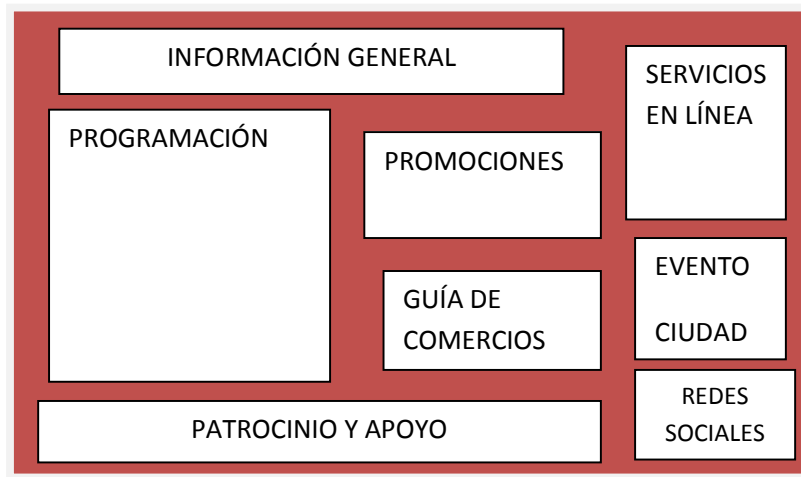 INFORMACIÓN GENERAL
SERVICIOS
EN LÍNEA
PROGRAMACIÓN
PROMOCIONES
EVENTO
CIUDAD
GUÍA DE
COMERCIOS
REDES
SOCIALES
PATROCINIO Y APOYO